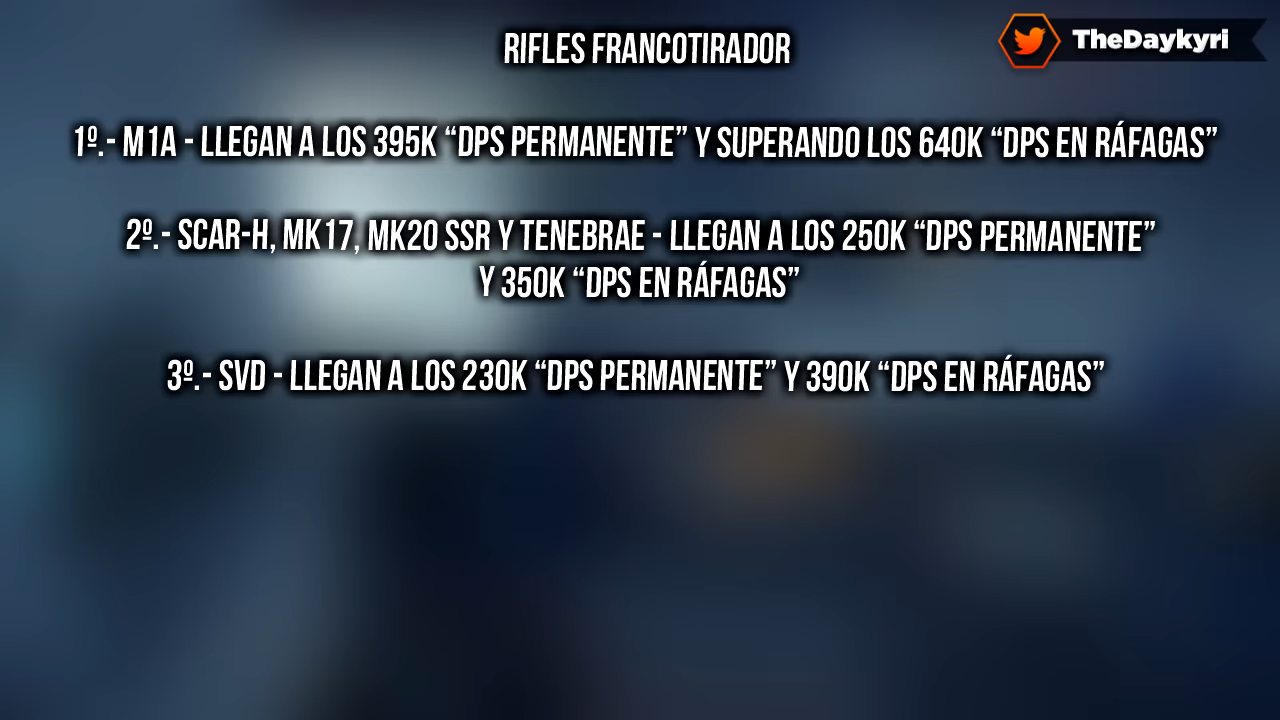 RIFLES FRANCOTIRADOR
TheDaykyri
1º.- M1A - LLEGAN A LOS 395K “DPS PERMANENTE” Y SUPERANDO LOS 640K “DPS EN RÁFAGAS”
2º.- SCAR-H, MK17, MK20 SSR Y TENEBRAE - LLEGAN A LOS 250K “DPS PERMANENTE”
Y 350K “DPS EN RÁFAGAS”
3º.- SVD - LLEGAN A LOS 230K “DPS PERMANENTE” Y 390K “DPS EN RÁFAGAS”